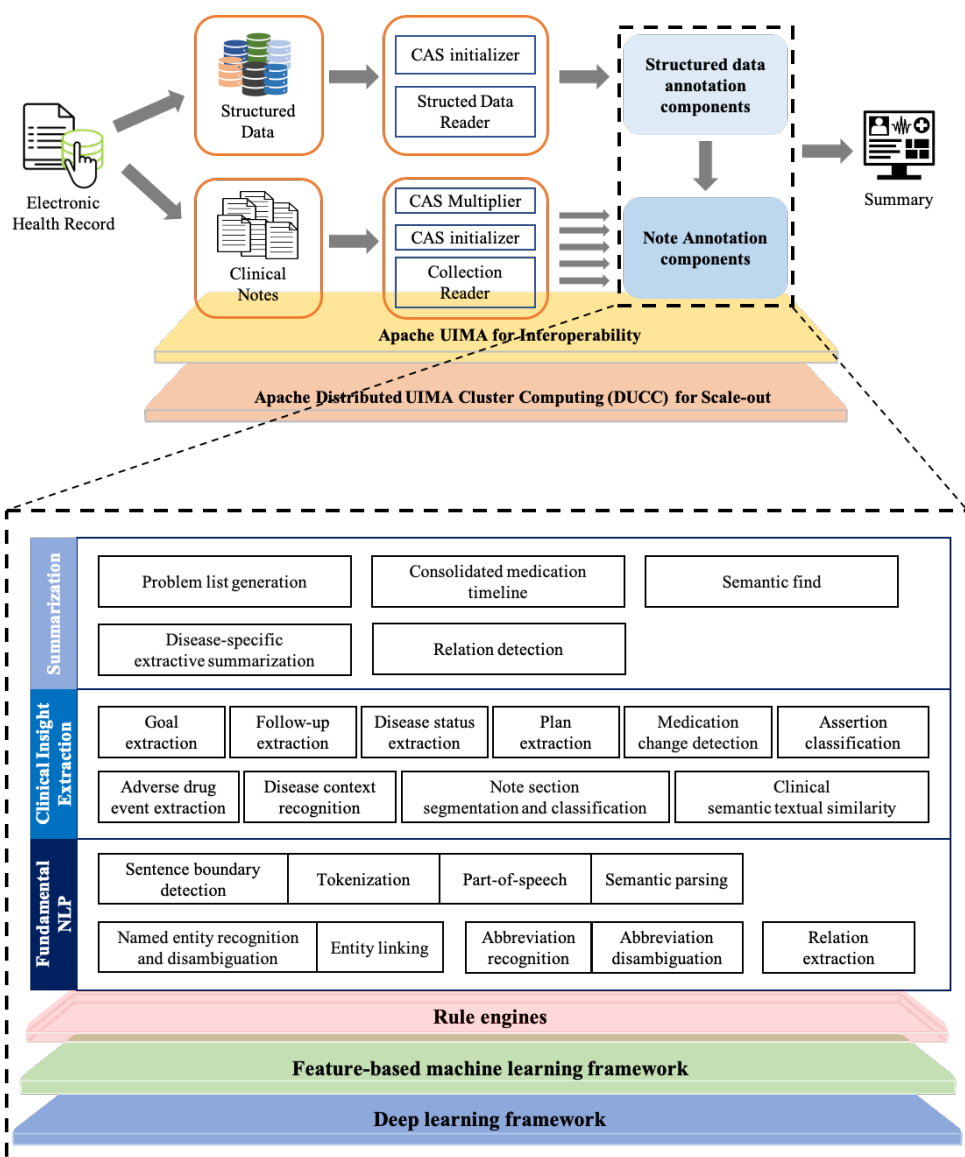 Electronic
Health Record
Structured
Data
CAS initializer
Structed Data
Reader
Structured data
annotation
components
Clinical
Notes
CAS Multiplier
CAS initializer
Collection
Reader
Note Annotation
components
Summary
Apache UIMA for Interoperability
Apache Distributed UIMA Cluster Computing (DUCC) for Scale-out
Summarization
Problem list generation
Consolidated medication
timeline
Semantic find
Disease-specific
extractive summarization
Relation detection
Clinical Insight
Extraction
Goal
extraction
Follow-up
extraction
Disease status
extraction
Plan
extraction
Medication
change detection
Assertion
classification
Adverse drug
event extraction
Disease context
recognition
Note section
segmentation and classification
Clinical
semantic textual similarity
Fundamental
NLP
Sentence boundary
detection
Tokenization
Part-of-speech
Semantic parsing
Named entity recognition
and disambiguation
Entity linking
Abbreviation
recognition
Abbreviation
disambiguation
Relation
extraction
Rule engines
Feature-based machine learning framework
Deep learning framework